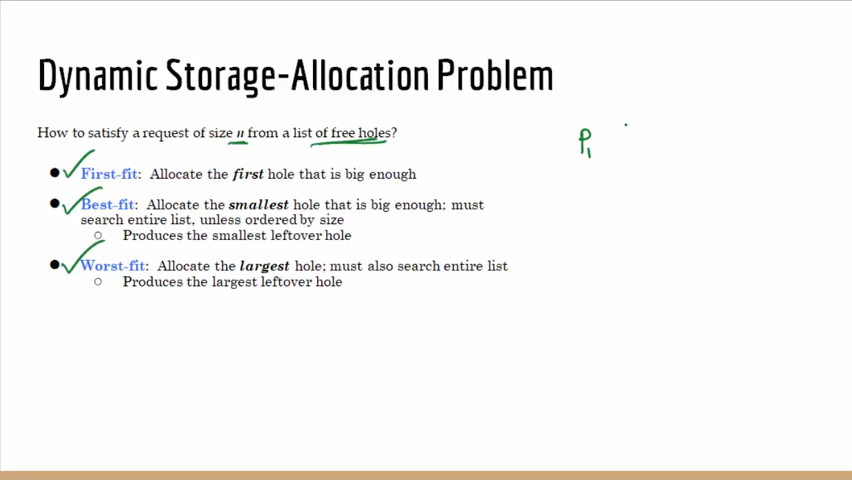 Dynamic Storage-Allocation Problem
How to satisfy a request of size n from a list of free holes?
P1
● First-fit: Allocate the first hole that is big enough
● Best-fit: Allocate the smallest hole that is big enough; must
search entire list, unless ordered by size
○ Produces the smallest leftover hole
● Worst-fit: Allocate the largest hole; must also search entire list
○ Produces the largest leftover hole